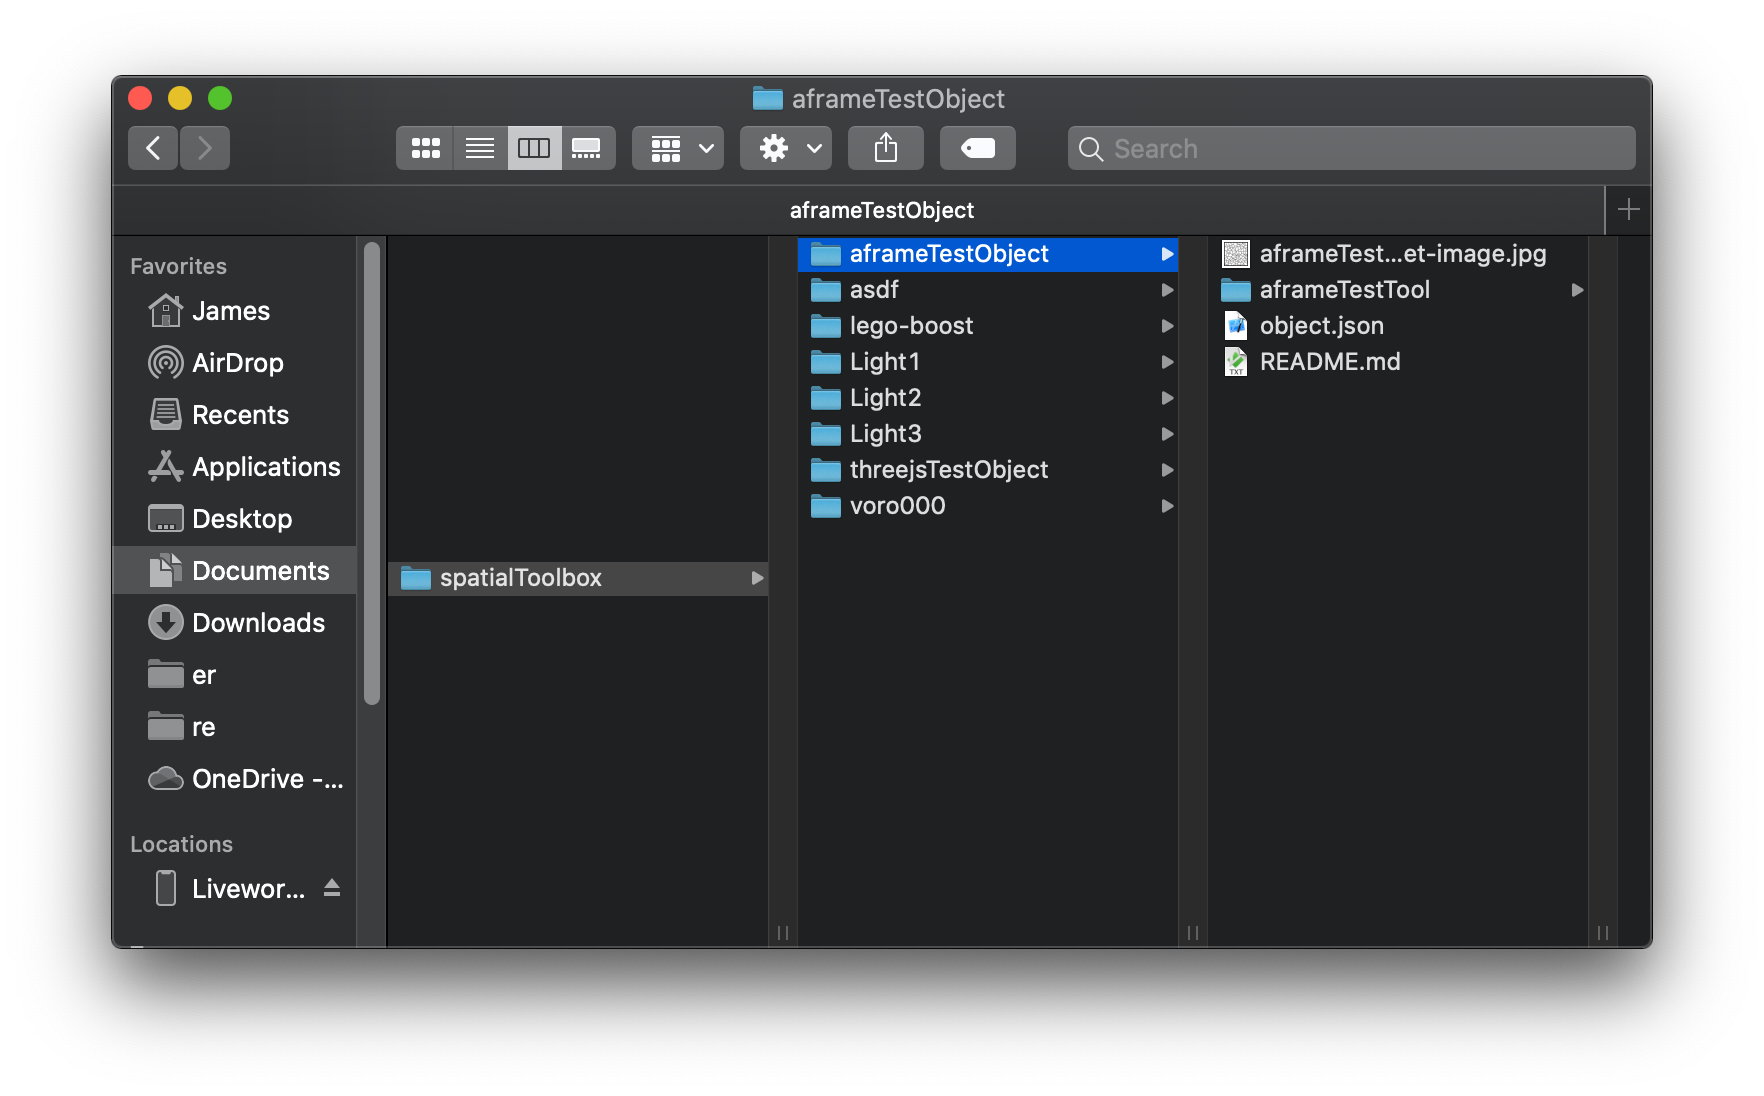 aframeTestObject
Search
aframeTestObject
Favorites
James
AirDrop
Recents
Applications
Desktop
Documents
Downloads
er
re
OneDrive -...
Locations
Livewor...
spatialToolbox
aframeTestObject
asdf
lego-boost
Light1
Light2
Light3
threejsTestObject
voro000
aframeTest...et-image.jpg
aframeTestTool
object.json
TXT
README.md